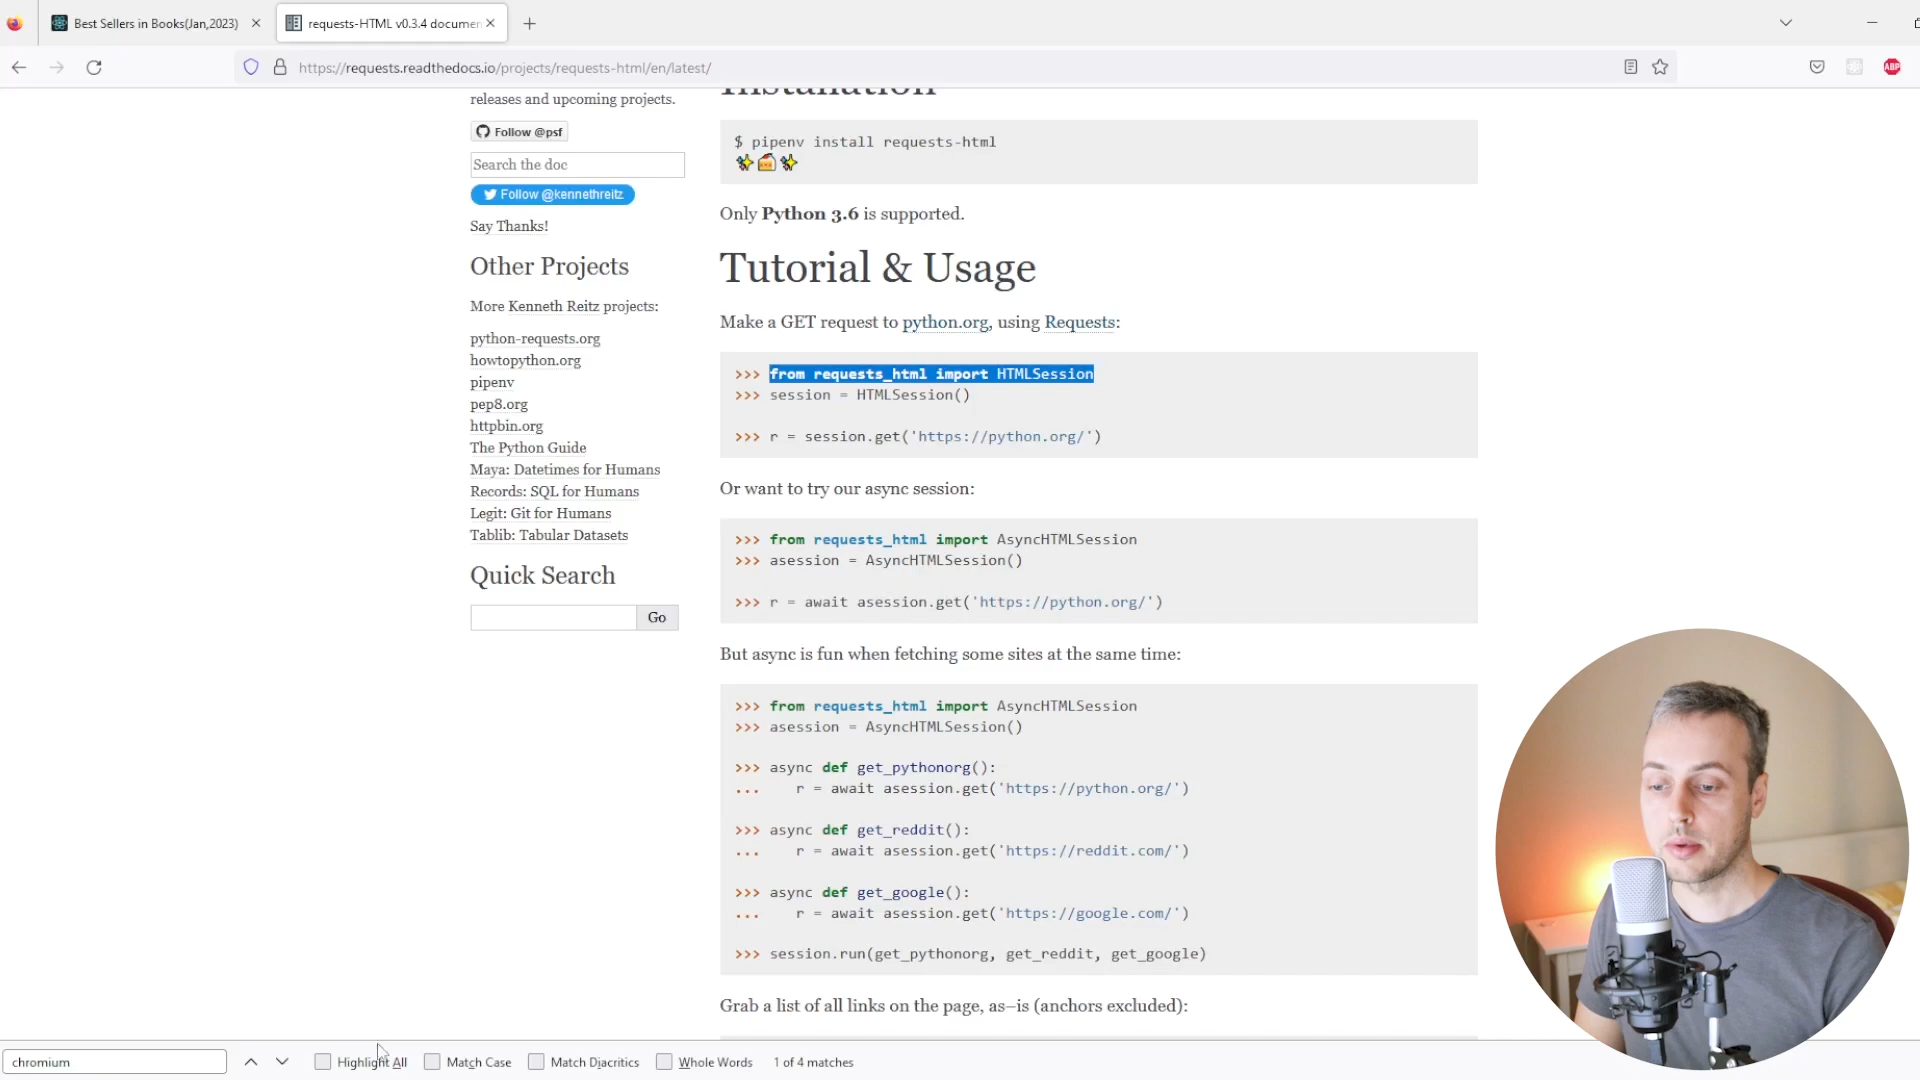 Best Sellers in Books(Jan,2023)
requests-HTML v0.3.4 documen
https://requests.readthedocs.io/projects/requests-html/en/latest/
ABP
releases and upcoming projects.
Follow @psf
Search the doc
Follow @kennethreitz
Say Thanks!
Other Projects
More Kenneth Reitz projects:
python-requests.org
howtopython.org
pipenv
pep8.org
httpbin.org
The Python Guide
Maya: Datetimes for Humans
Records: SQL for Humans
Legit: Git for Humans
Tablib: Tabular Datasets
Quick Search
Go
Installation
$ pipenv install requests-html
✨🍰✨
Only Python 3.6 is supported.
Tutorial & Usage
Make a GET request to python.org, using Requests:
>>> from requests_html import HTMLSession
>>> session = HTMLSession()
>>> r = session.get('https://python.org/')
Or want to try our async session:
>>> from requests_html import AsyncHTMLSession
>>> asession = AsyncHTMLSession()
>>> r = await asession.get('https://python.org/')
But async is fun when fetching some sites at the same time:
>>> from requests_html import AsyncHTMLSession
>>> asession = AsyncHTMLSession()
>>> async def get_pythonorg():
...     r = await asession.get('https://python.org/')
>>> async def get_reddit():
...     r = await asession.get('https://reddit.com/')
>>> async def get_google():
...     r = await asession.get('https://google.com/')
>>> session.run(get_pythonorg, get_reddit, get_google)
Grab a list of all links on the page, as–is (anchors excluded):
chromium
Highlight All
Match Case
Match Diacritics
Whole Words
1 of 4 matches